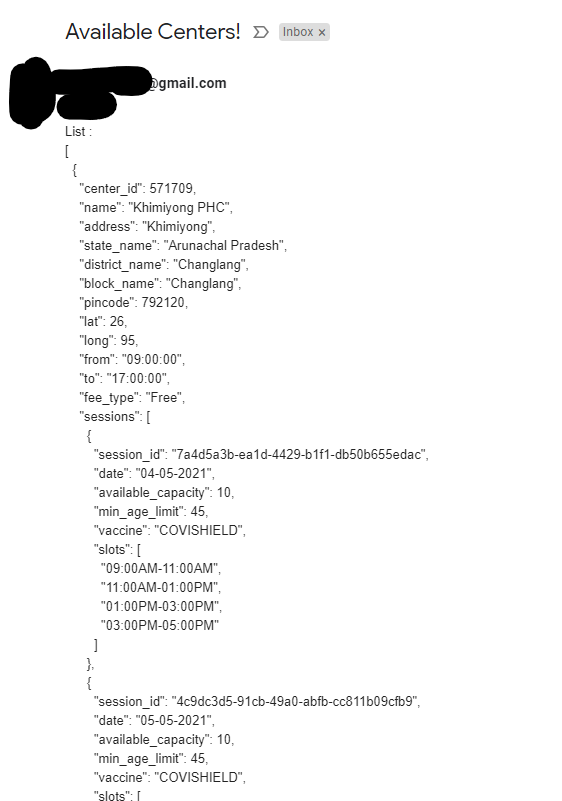 Available Centers!
Inbox ×
@gmail.com
List :
[
{
"center_id": 571709,
"name": "Khimiyong PHC",
"address": "Khimiyong",
"state_name": "Arunachal Pradesh",
"district_name": "Changlang",
"block_name": "Changlang",
"pincode": 792120,
"lat": 26,
"long": 95,
"from": "09:00:00",
"to": "17:00:00",
"fee_type": "Free",
"sessions": [
{
"session_id": "7a4d5a3b-ea1d-4429-b1f1-db50b655edac",
"date": "04-05-2021",
"available_capacity": 10,
"min_age_limit": 45,
"vaccine": "COVISHIELD",
"slots": [
"09:00AM-11:00AM",
"11:00AM-01:00PM",
"01:00PM-03:00PM",
"03:00PM-05:00PM"
]
},
{
"session_id": "4c9dc3d5-91cb-49a0-abfb-cc811b09cfb9",
"date": "05-05-2021",
"available_capacity": 10,
"min_age_limit": 45,
"vaccine": "COVISHIELD",
"slots": [